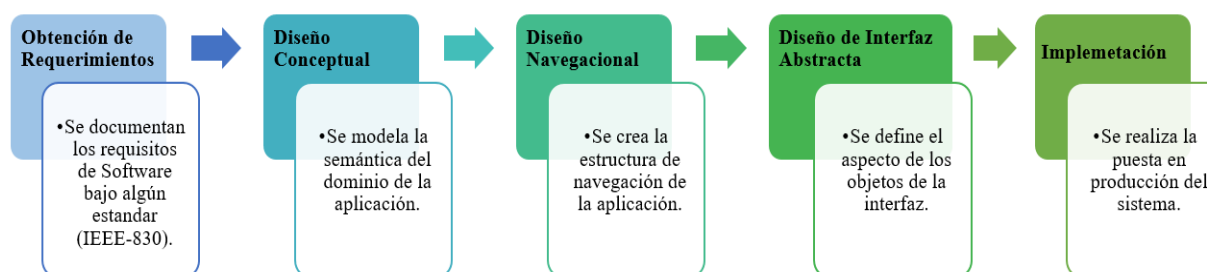 Obtención de
Requerimientos
•Se documentan
los requisitos
de Software
bajo algún
estandar
(IEEE-830).
Diseño
Conceptual
•Se modela la
semántica del
dominio de la
aplicación.
Diseño
Navegacional
•Se crea la
estructura de
navegación de
la aplicación.
Diseño de Interfaz
Abstracta
•Se define el
aspecto de los
objetos de la
interfaz.
Implemetación
•Se realiza la
puesta en
producción del
sistema.